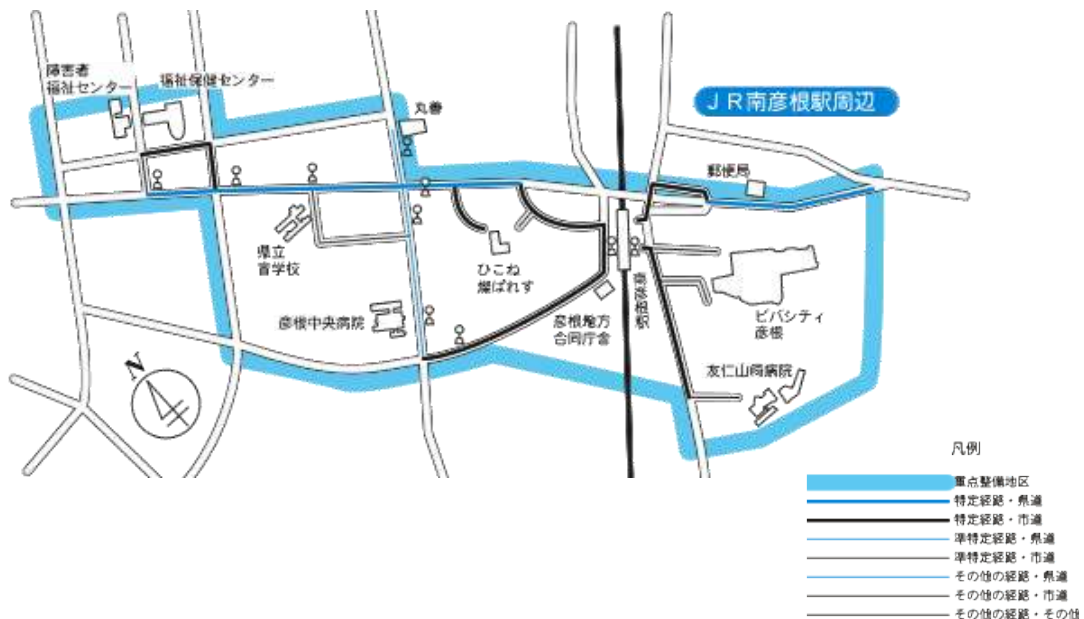 障害者
福祉センター
福祉保健センター
丸善
JR南彦根駅周辺
郵便局
県立
盲学校
ひこね
燦ぱれす
彦根中央病院
彦根地方
合同庁舎
南彦根駅
ビバシティ
彦根
友仁山崎病院
N
凡例
重点整備地区
特定経路・県道
特定経路・市道
準特定経路・県道
準特定経路・市道
その他の経路・県道
その他の経路・市道
その他の経路・その他